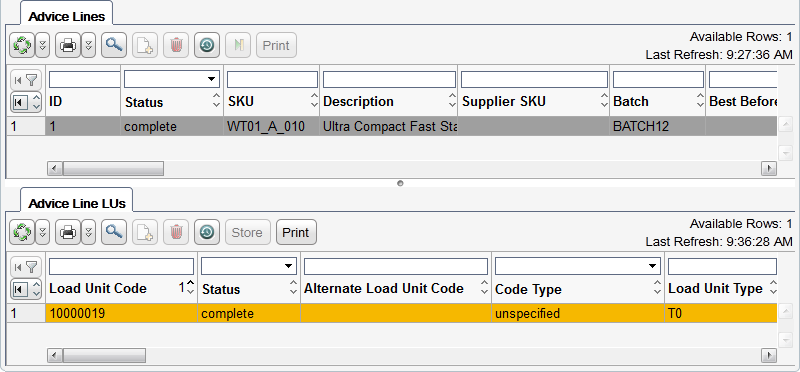 Advice Lines
Print
Available Rows: 1
Last Refresh: 9:27:36 AM
ID Status SKU Description Supplier SKU Batch Best Before
1 1 complete WT01_A_010 Ultra Compact Fast Sta BATCH12
Advice Line LUs
Store Print
Available Rows: 1
Last Refresh: 9:36:28 AM
Load Unit Code 1 Status Alternate Load Unit Code Code Type Load Unit Type
1 10000019 complete unspecified T0